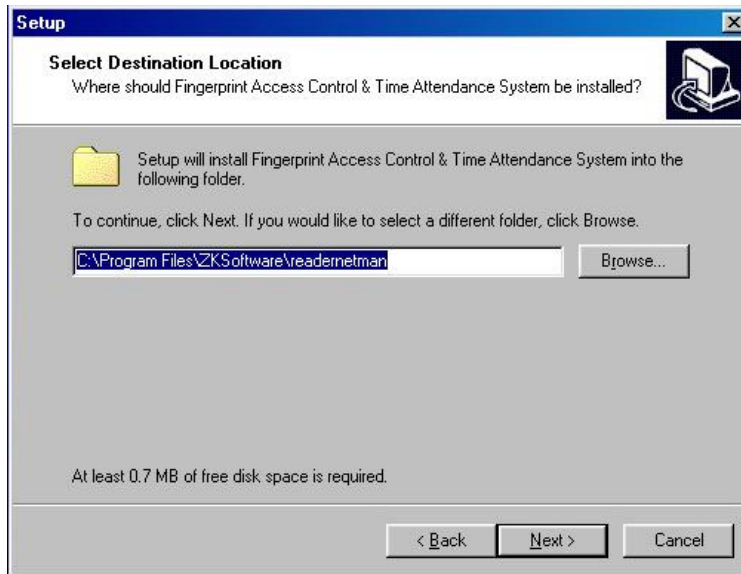 Setup
Select Destination Location
Where should Fingerprint Access Control & Time Attendance System be installed?
Setup will install Fingerprint Access Control & Time Attendance System into the
following folder.
To continue, click Next. If you would like to select a different folder, click Browse.
C:\Program Files\ZKSoftware\readernetman
Browse...
At least 0.7 MB of free disk space is required.
< Back
Next >
Cancel